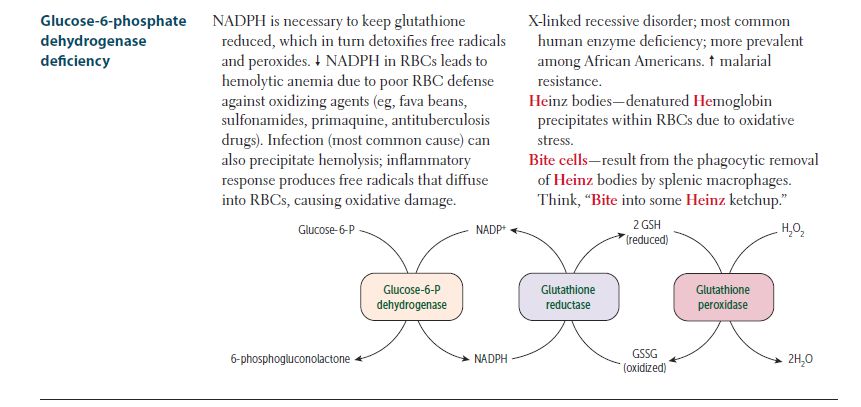 Glucose-6-phosphate
dehydrogenase
deficiency
NADPH is necessary to keep glutathione
reduced, which in turn detoxifies free radicals
and peroxides. ↓ NADPH in RBCs leads to
hemolytic anemia due to poor RBC defense
against oxidizing agents (eg, fava beans,
sulfonamides, primaquine, antituberculosis
drugs). Infection (most common cause) can
also precipitate hemolysis; inflammatory
response produces free radicals that diffuse
into RBCs, causing oxidative damage.
X-linked recessive disorder; most common
human enzyme deficiency; more prevalent
among African Americans. ↑ malarial
resistance.
Heinz bodies—denatured Hemoglobin
precipitates within RBCs due to oxidative
stress.
Bite cells—result from the phagocytic removal
of Heinz bodies by splenic macrophages.
Think, “Bite into some Heinz ketchup.”
Glucose-6-P
NADP⁺
2 GSH
(reduced)
H₂O₂
Glucose-6-P
dehydrogenase
Glutathione
reductase
Glutathione
peroxidase
6-phosphogluconolactone
NADPH
GSSG
(oxidized)
2H₂O